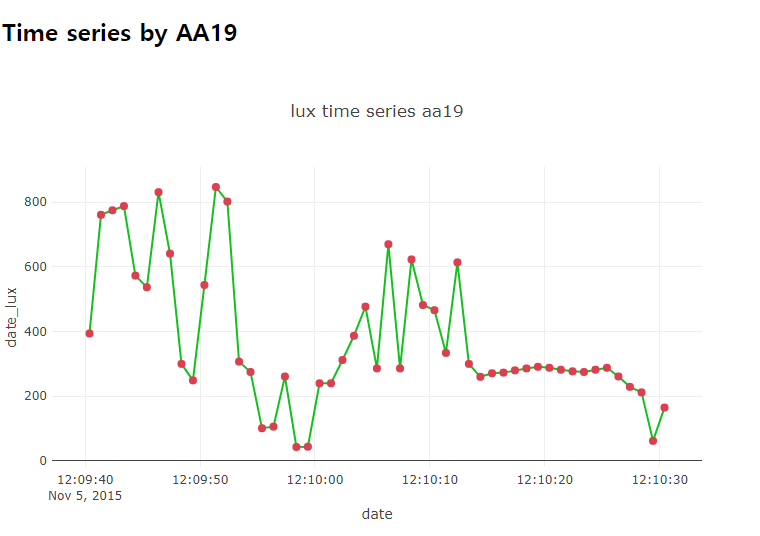 Time series by AA19
lux time series aa19
800
600
400
200
0
date_lux
12:09:40
Nov 5, 2015
12:09:50
12:10:00
12:10:10
12:10:20
12:10:30
date